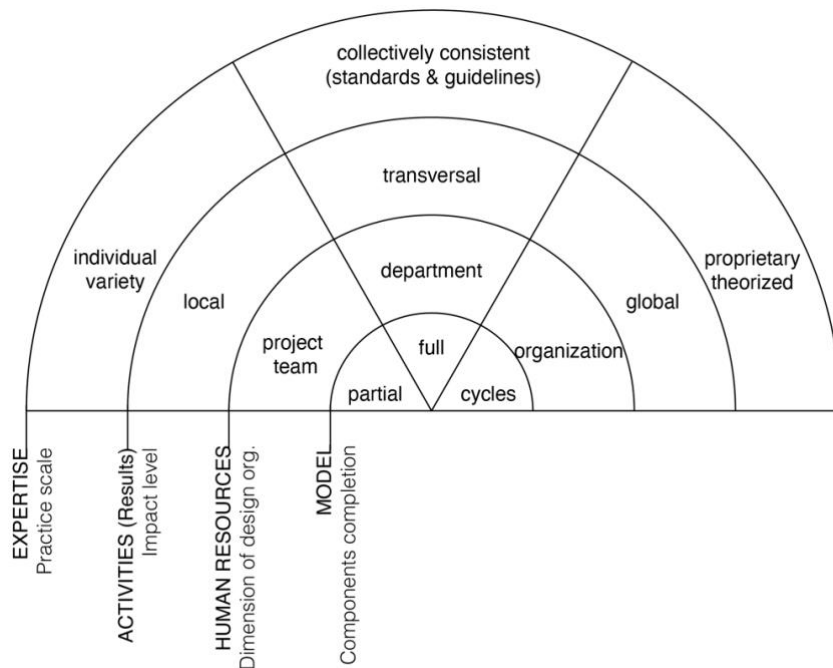 collectively consistent
(standards & guidelines)
transversal
individual
variety
department
proprietary
theorized
local
global
project
team
full
organization
partial
cycles
EXPERTISE
Practice scale
ACTIVITIES (Results)
Impact level
HUMAN RESOURCES
Dimension of design org.
MODEL
Components completion